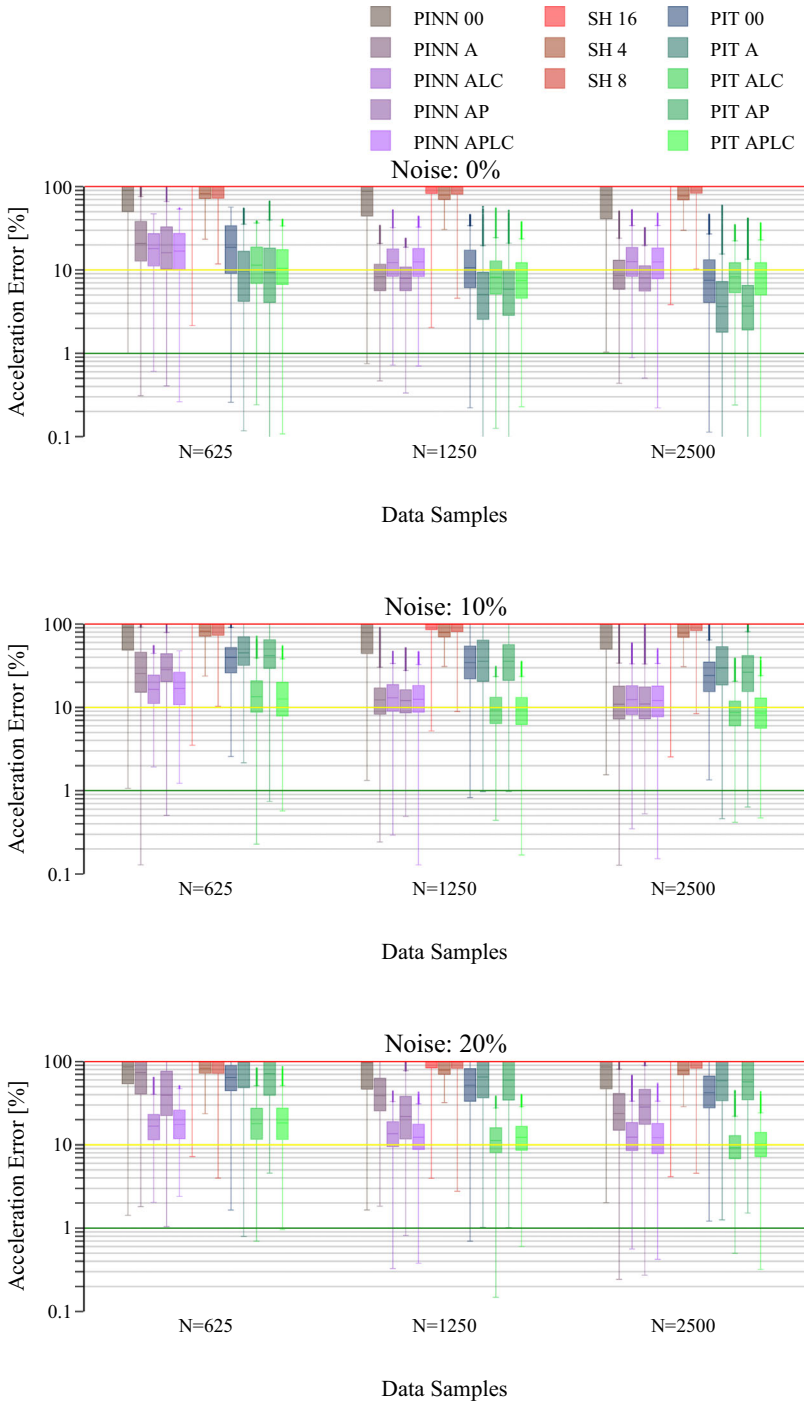 PINN 00 SH 16 PIT 00
PINN A SH 4 PIT A
PINN ALC SH 8 PIT ALC
PINN AP PIT AP
PINN APLC PIT APLC
Noise: 0%
Acceleration Error [%]
100
10
1
0.1
N=625 N=1250 N=2500
Data Samples
Noise: 10%
Acceleration Error [%]
100
10
1
0.1
N=625 N=1250 N=2500
Data Samples
Noise: 20%
Acceleration Error [%]
100
10
1
0.1
N=625 N=1250 N=2500
Data Samples